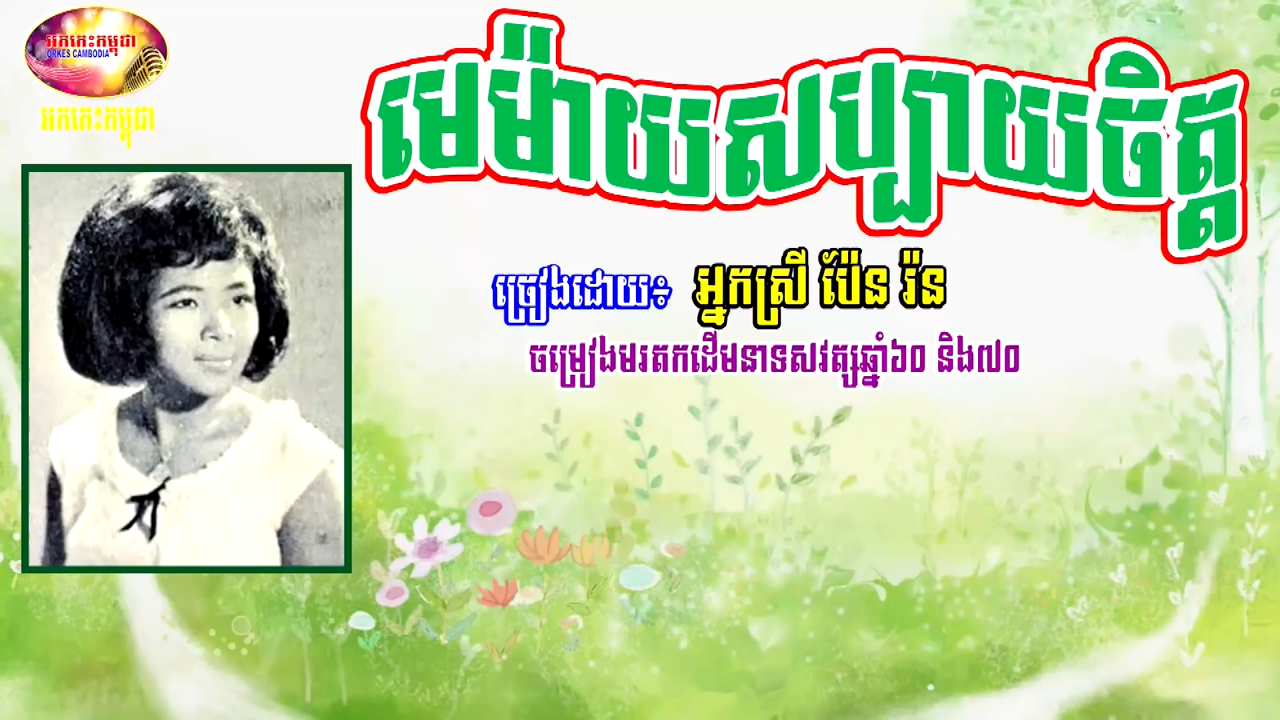 អកកេះកម្ពុជា
ORKES CAMBODIA
អកកេះកម្ពុជា
មេម៉ាយសប្បាយចិត្ត
ច្រៀងដោយ៖ អ្នកស្រី ប៉ែន រ៉ន
ចម្រៀងមរតកដើមនាទសវត្សឆ្នាំ៦០ និង៧០